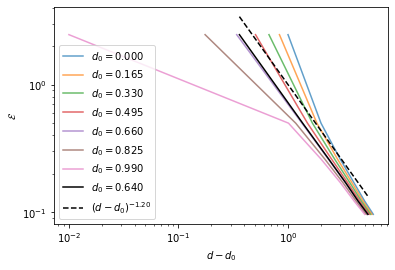 10⁰
10⁻¹
ℰ
d₀ = 0.000
d₀ = 0.165
d₀ = 0.330
d₀ = 0.495
d₀ = 0.660
d₀ = 0.825
d₀ = 0.990
d₀ = 0.640
(d − d₀)⁻¹·²⁰
10⁻² 10⁻¹ 10⁰
d − d₀